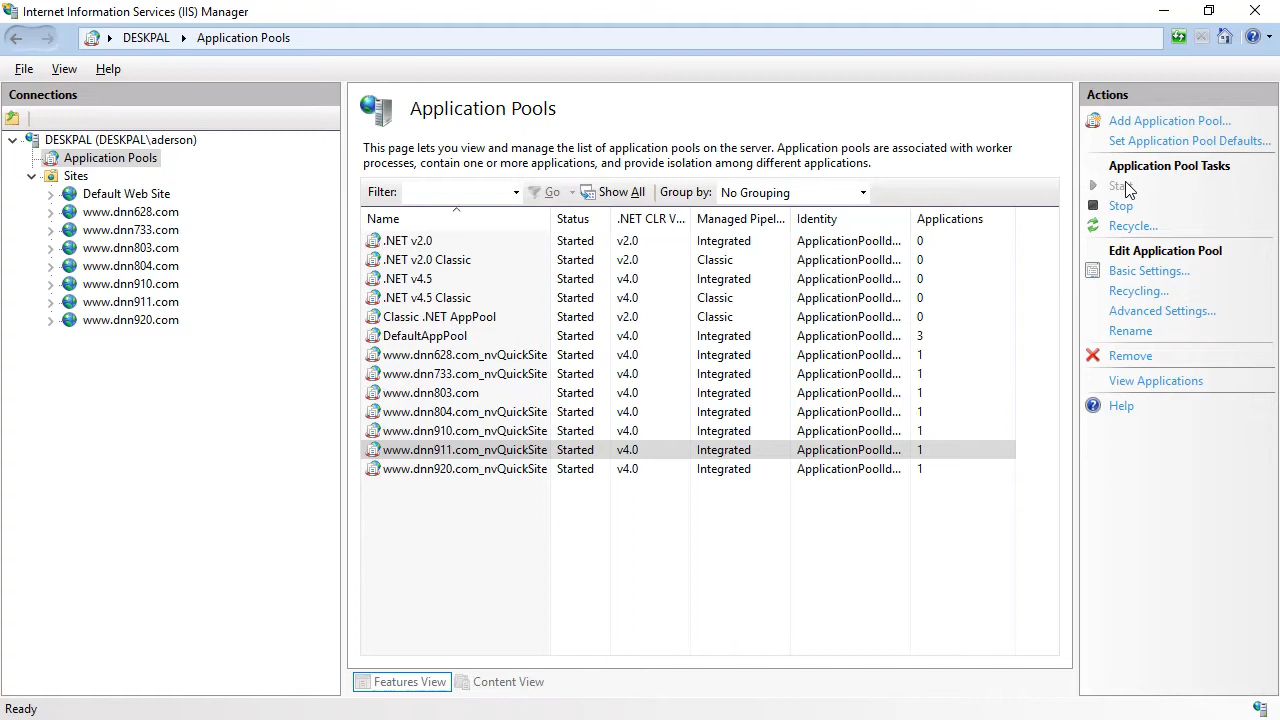 Internet Information Services (IIS) Manager
DESKPAL Application Pools
File View Help
Connections
DESKPAL (DESKPAL\aderson)
Application Pools
Sites
Default Web Site
www.dnn628.com
www.dnn733.com
www.dnn803.com
www.dnn804.com
www.dnn910.com
www.dnn911.com
www.dnn920.com
Application Pools
This page lets you view and manage the list of application pools on the server. Application pools are associated with worker
processes, contain one or more applications, and provide isolation among different applications.
Filter: Go Show All Group by: No Grouping
Name Status .NET CLR V... Managed Pipel... Identity Applications
.NET v2.0 Started v2.0 Integrated ApplicationPoolId... 0
.NET v2.0 Classic Started v2.0 Classic ApplicationPoolId... 0
.NET v4.5 Started v4.0 Integrated ApplicationPoolId... 0
.NET v4.5 Classic Started v4.0 Classic ApplicationPoolId... 0
Classic .NET AppPool Started v2.0 Classic ApplicationPoolId... 0
DefaultAppPool Started v4.0 Integrated ApplicationPoolId... 3
www.dnn628.com_nvQuickSite Started v4.0 Integrated ApplicationPoolId... 1
www.dnn733.com_nvQuickSite Started v4.0 Integrated ApplicationPoolId... 1
www.dnn803.com Started v4.0 Integrated ApplicationPoolId... 1
www.dnn804.com_nvQuickSite Started v4.0 Integrated ApplicationPoolId... 1
www.dnn910.com_nvQuickSite Started v4.0 Integrated ApplicationPoolId... 1
www.dnn911.com_nvQuickSite Started v4.0 Integrated ApplicationPoolId... 1
www.dnn920.com_nvQuickSite Started v4.0 Integrated ApplicationPoolId... 1
Features View Content View
Actions
Add Application Pool...
Set Application Pool Defaults...
Application Pool Tasks
Stop
Recycle...
Edit Application Pool
Basic Settings...
Recycling...
Advanced Settings...
Rename
Remove
View Applications
Help
Ready